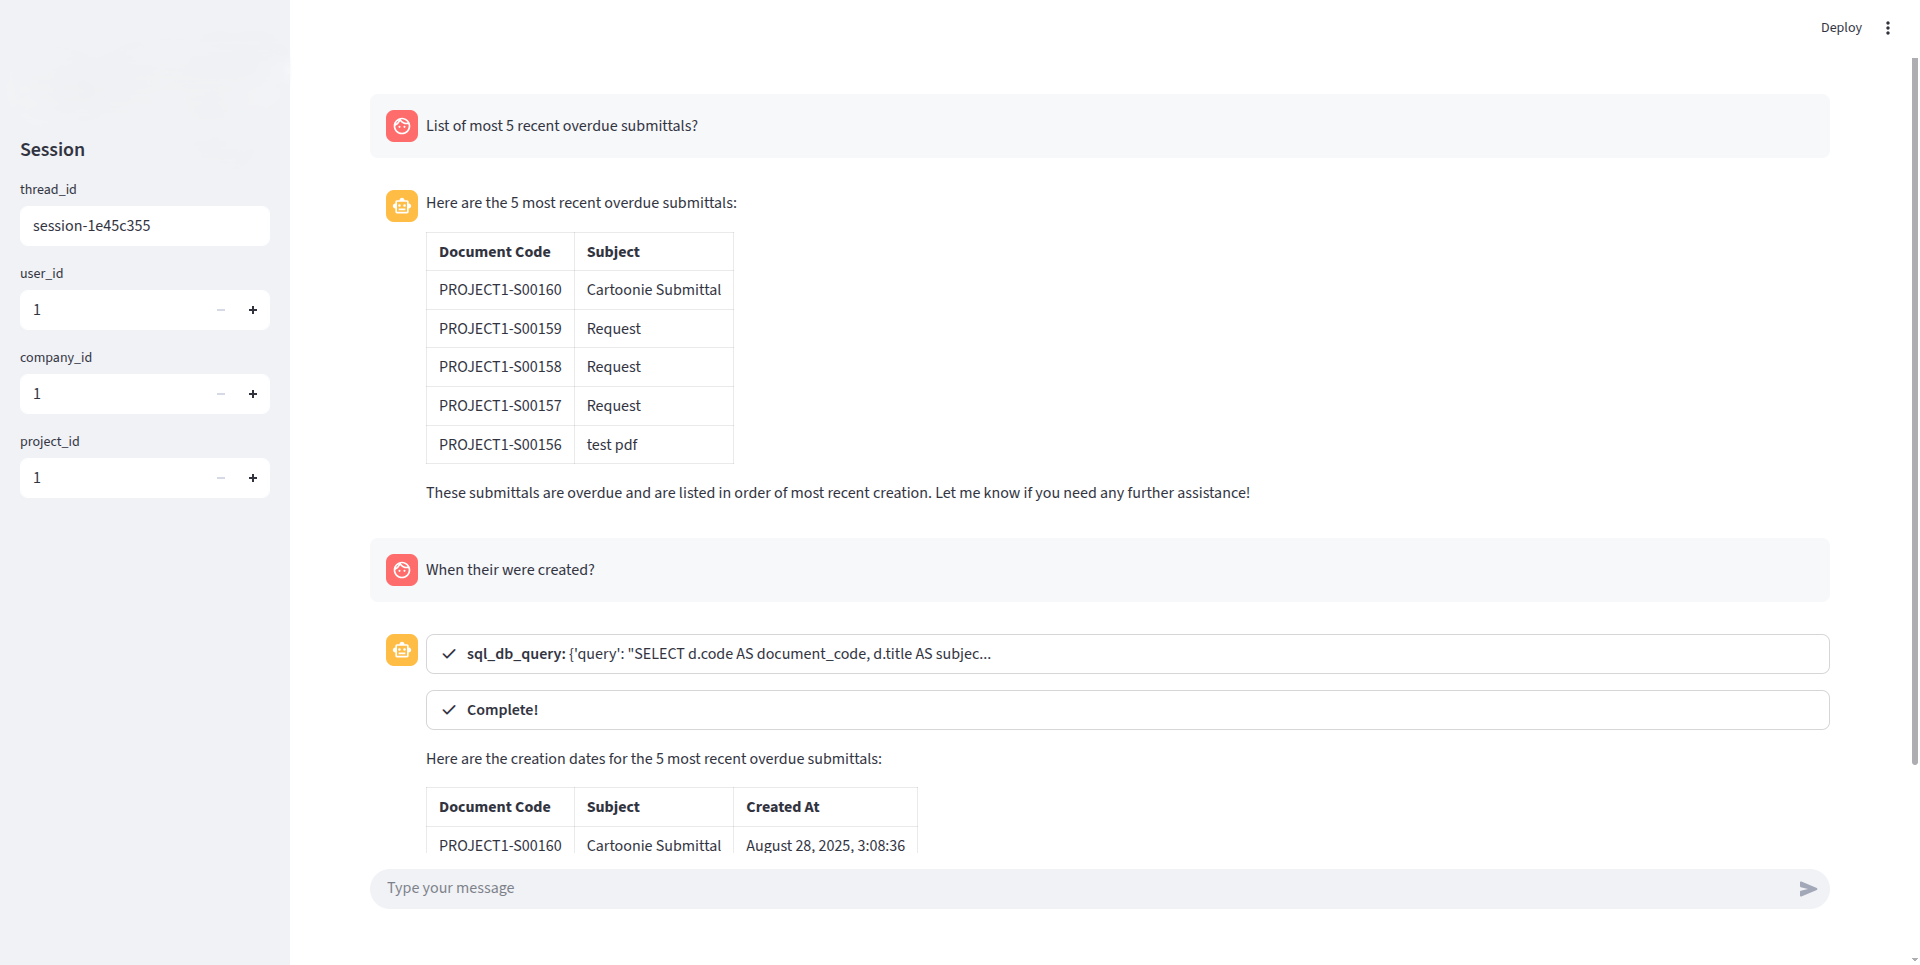 Deploy
Session
thread_id
session-1e45c355
user_id
1
company_id
1
project_id
1
List of most 5 recent overdue submittals?
Here are the 5 most recent overdue submittals:
Document Code Subject
PROJECT1-S00160 Cartoonie Submittal
PROJECT1-S00159 Request
PROJECT1-S00158 Request
PROJECT1-S00157 Request
PROJECT1-S00156 test pdf
These submittals are overdue and are listed in order of most recent creation. Let me know if you need any further assistance!
When their were created?
sql_db_query: {'query': "SELECT d.code AS document_code, d.title AS subjec...
Complete!
Here are the creation dates for the 5 most recent overdue submittals:
Document Code Subject Created At
PROJECT1-S00160 Cartoonie Submittal August 28, 2025, 3:08:36
Type your message